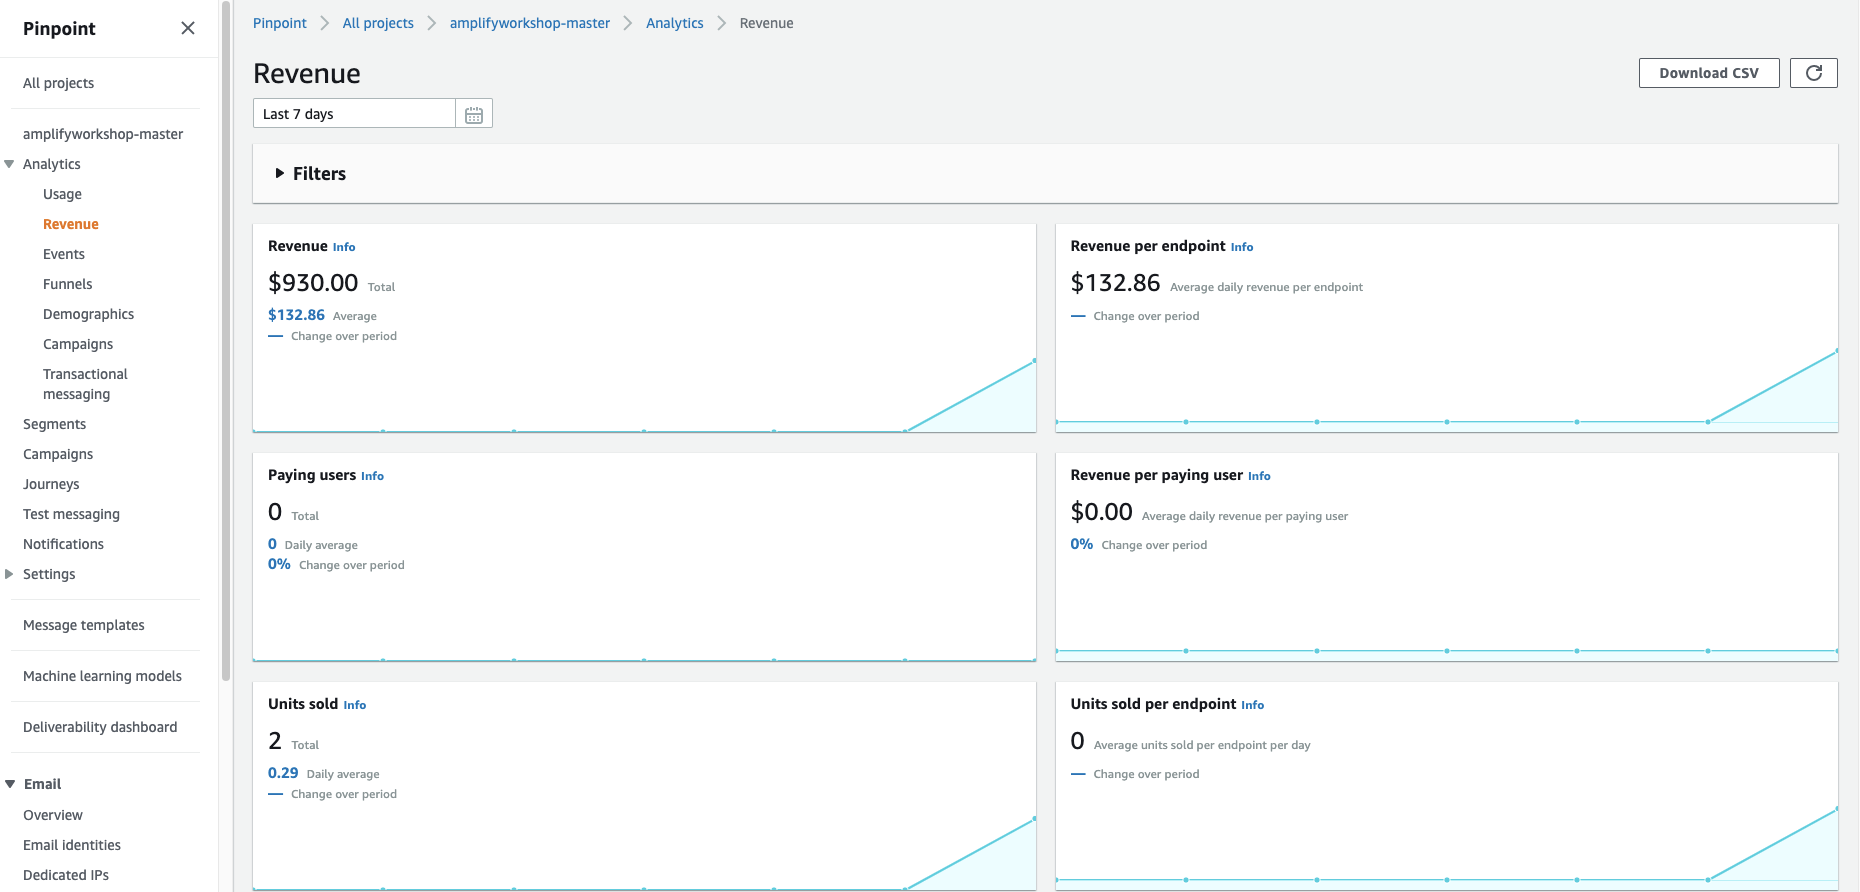 Pinpoint
All projects
amplifyworkshop-master
Analytics
Usage
Revenue
Events
Funnels
Demographics
Campaigns
Transactional
messaging
Segments
Campaigns
Journeys
Test messaging
Notifications
Settings
Message templates
Machine learning models
Deliverability dashboard
Email
Overview
Email identities
Dedicated IPs
Pinpoint All projects amplifyworkshop-master Analytics Revenue
Revenue
Download CSV
Last 7 days
Filters
Revenue Info
$930.00 Total
$132.86 Average
— Change over period
Revenue per endpoint Info
$132.86 Average daily revenue per endpoint
— Change over period
Paying users Info
0 Total
0 Daily average
0% Change over period
Revenue per paying user Info
$0.00 Average daily revenue per paying user
0% Change over period
Units sold Info
2 Total
0.29 Daily average
— Change over period
Units sold per endpoint Info
0 Average units sold per endpoint per day
— Change over period